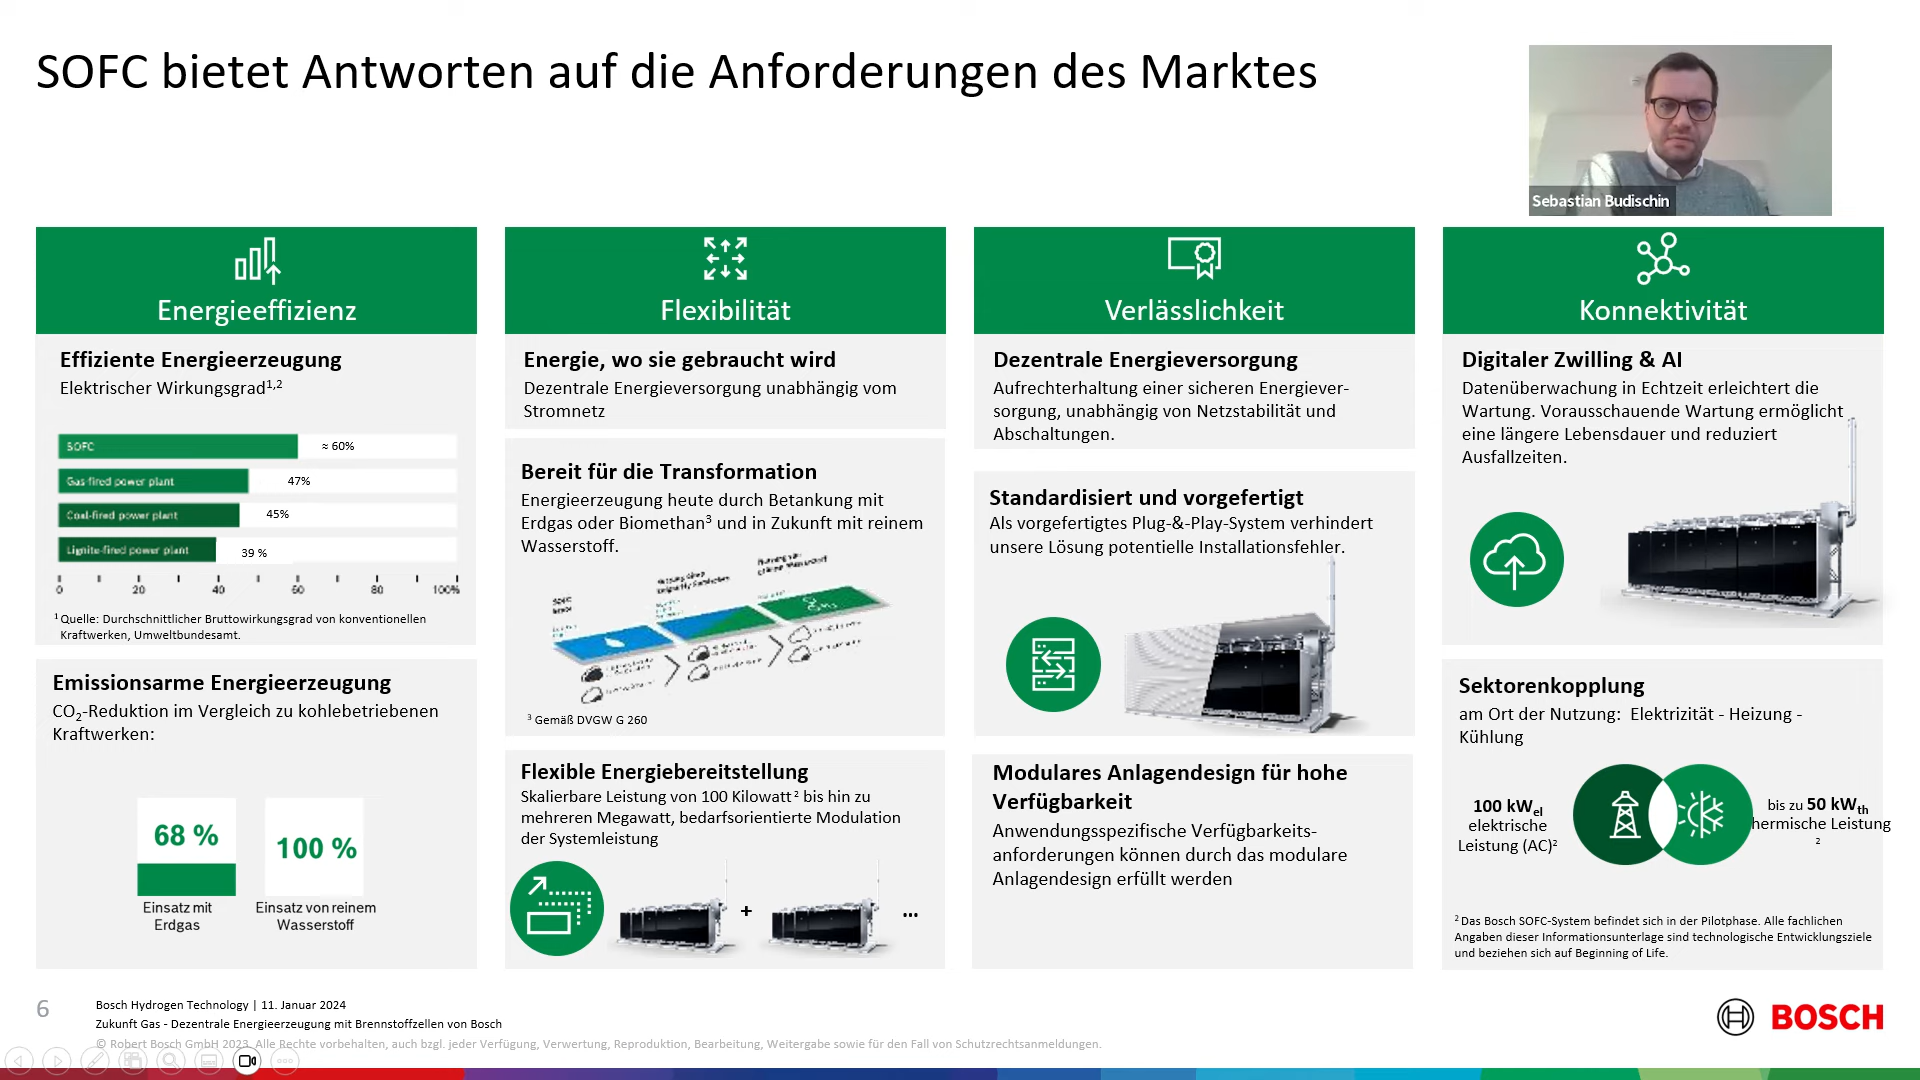 SOFC bietet Antworten auf die Anforderungen des Marktes
Sebastian Budischin
Energieeffizienz
Effiziente Energieerzeugung
Elektrischer Wirkungsgrad1,2
SOFC
≈ 60%
Gas-fired power plant
47%
Coal-fired power plant
45%
Lignite-fired power plant
39 %
0 20 40 60 80 100%
1 Quelle: Durchschnittlicher Bruttowirkungsgrad von konventionellen
Kraftwerken, Umweltbundesamt.
Emissionsarme Energieerzeugung
CO2-Reduktion im Vergleich zu kohlebetriebenen
Kraftwerken:
68 %
100 %
Einsatz mit
Erdgas
Einsatz von reinem
Wasserstoff
Flexibilität
Energie, wo sie gebraucht wird
Dezentrale Energieversorgung unabhängig vom
Stromnetz
Bereit für die Transformation
Energieerzeugung heute durch Betankung mit
Erdgas oder Biomethan3 und in Zukunft mit reinem
Wasserstoff.
SOFC
3 Gemäß DVGW G 260
Flexible Energiebereitstellung
Skalierbare Leistung von 100 Kilowatt 2 bis hin zu
mehreren Megawatt, bedarfsorientierte Modulation
der Systemleistung
+
...
Verlässlichkeit
Dezentrale Energieversorgung
Aufrechterhaltung einer sicheren Energiever-
sorgung, unabhängig von Netzstabilität und
Abschaltungen.
Standardisiert und vorgefertigt
Als vorgefertigtes Plug-&-Play-System verhindert
unsere Lösung potentielle Installationsfehler.
Modulares Anlagendesign für hohe
Verfügbarkeit
Anwendungsspezifische Verfügbarkeits-
anforderungen können durch das modulare
Anlagendesign erfüllt werden
Konnektivität
Digitaler Zwilling & AI
Datenüberwachung in Echtzeit erleichtert die
Wartung. Vorausschauende Wartung ermöglicht
eine längere Lebensdauer und reduziert
Ausfallzeiten.
Sektorenkopplung
am Ort der Nutzung: Elektrizität - Heizung -
Kühlung
100 kWel
elektrische
Leistung (AC)2
bis zu 50 kWth
hermische Leistung
2
2 Das Bosch SOFC-System befindet sich in der Pilotphase. Alle fachlichen
Angaben dieser Informationsunterlage sind technologische Entwicklungsziele
und beziehen sich auf Beginning of Life.
6
Bosch Hydrogen Technology | 11. Januar 2024
Zukunft Gas - Dezentrale Energieerzeugung mit Brennstoffzellen von Bosch
© Robert Bosch GmbH 2023. Alle Rechte vorbehalten, auch bzgl. jeder Verfügung, Verwertung, Reproduktion, Bearbeitung, Weitergabe sowie für den Fall von Schutzrechtsanmeldungen.
BOSCH